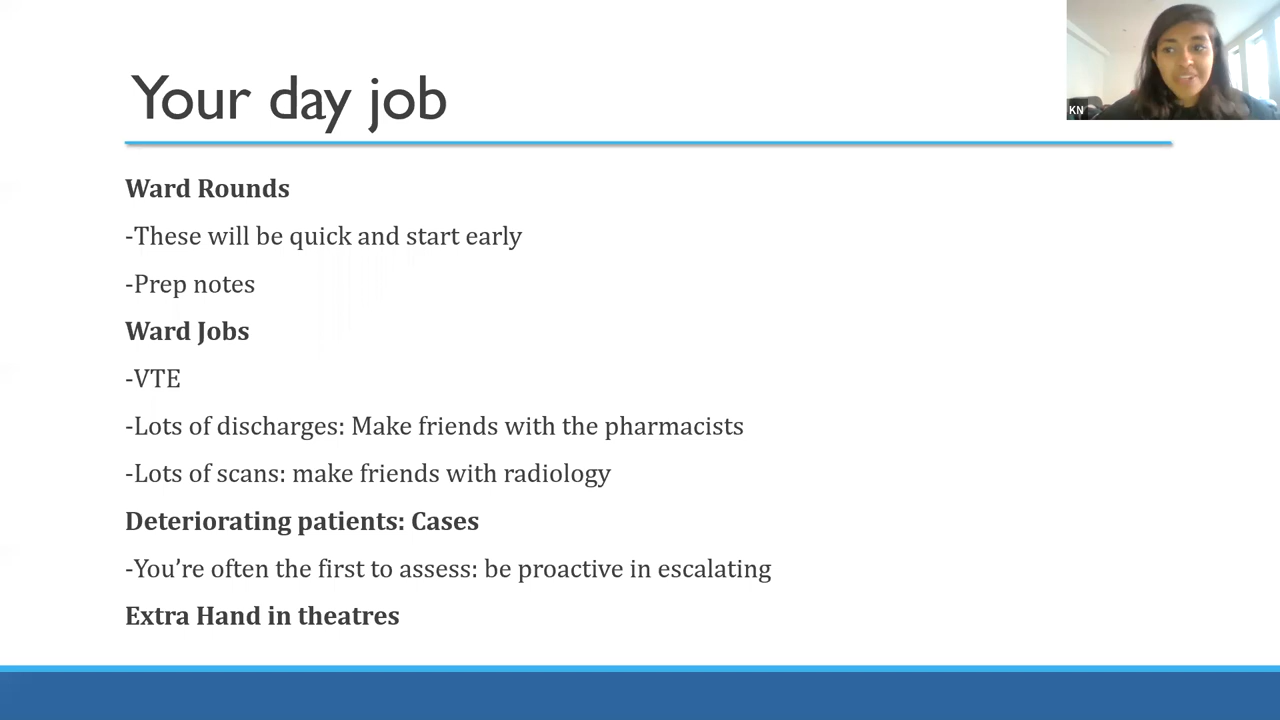 Your day job
KN
Ward Rounds
-These will be quick and start early
-Prep notes
Ward Jobs
-VTE
-Lots of discharges: Make friends with the pharmacists
-Lots of scans: make friends with radiology
Deteriorating patients: Cases
-You’re often the first to assess: be proactive in escalating
Extra Hand in theatres